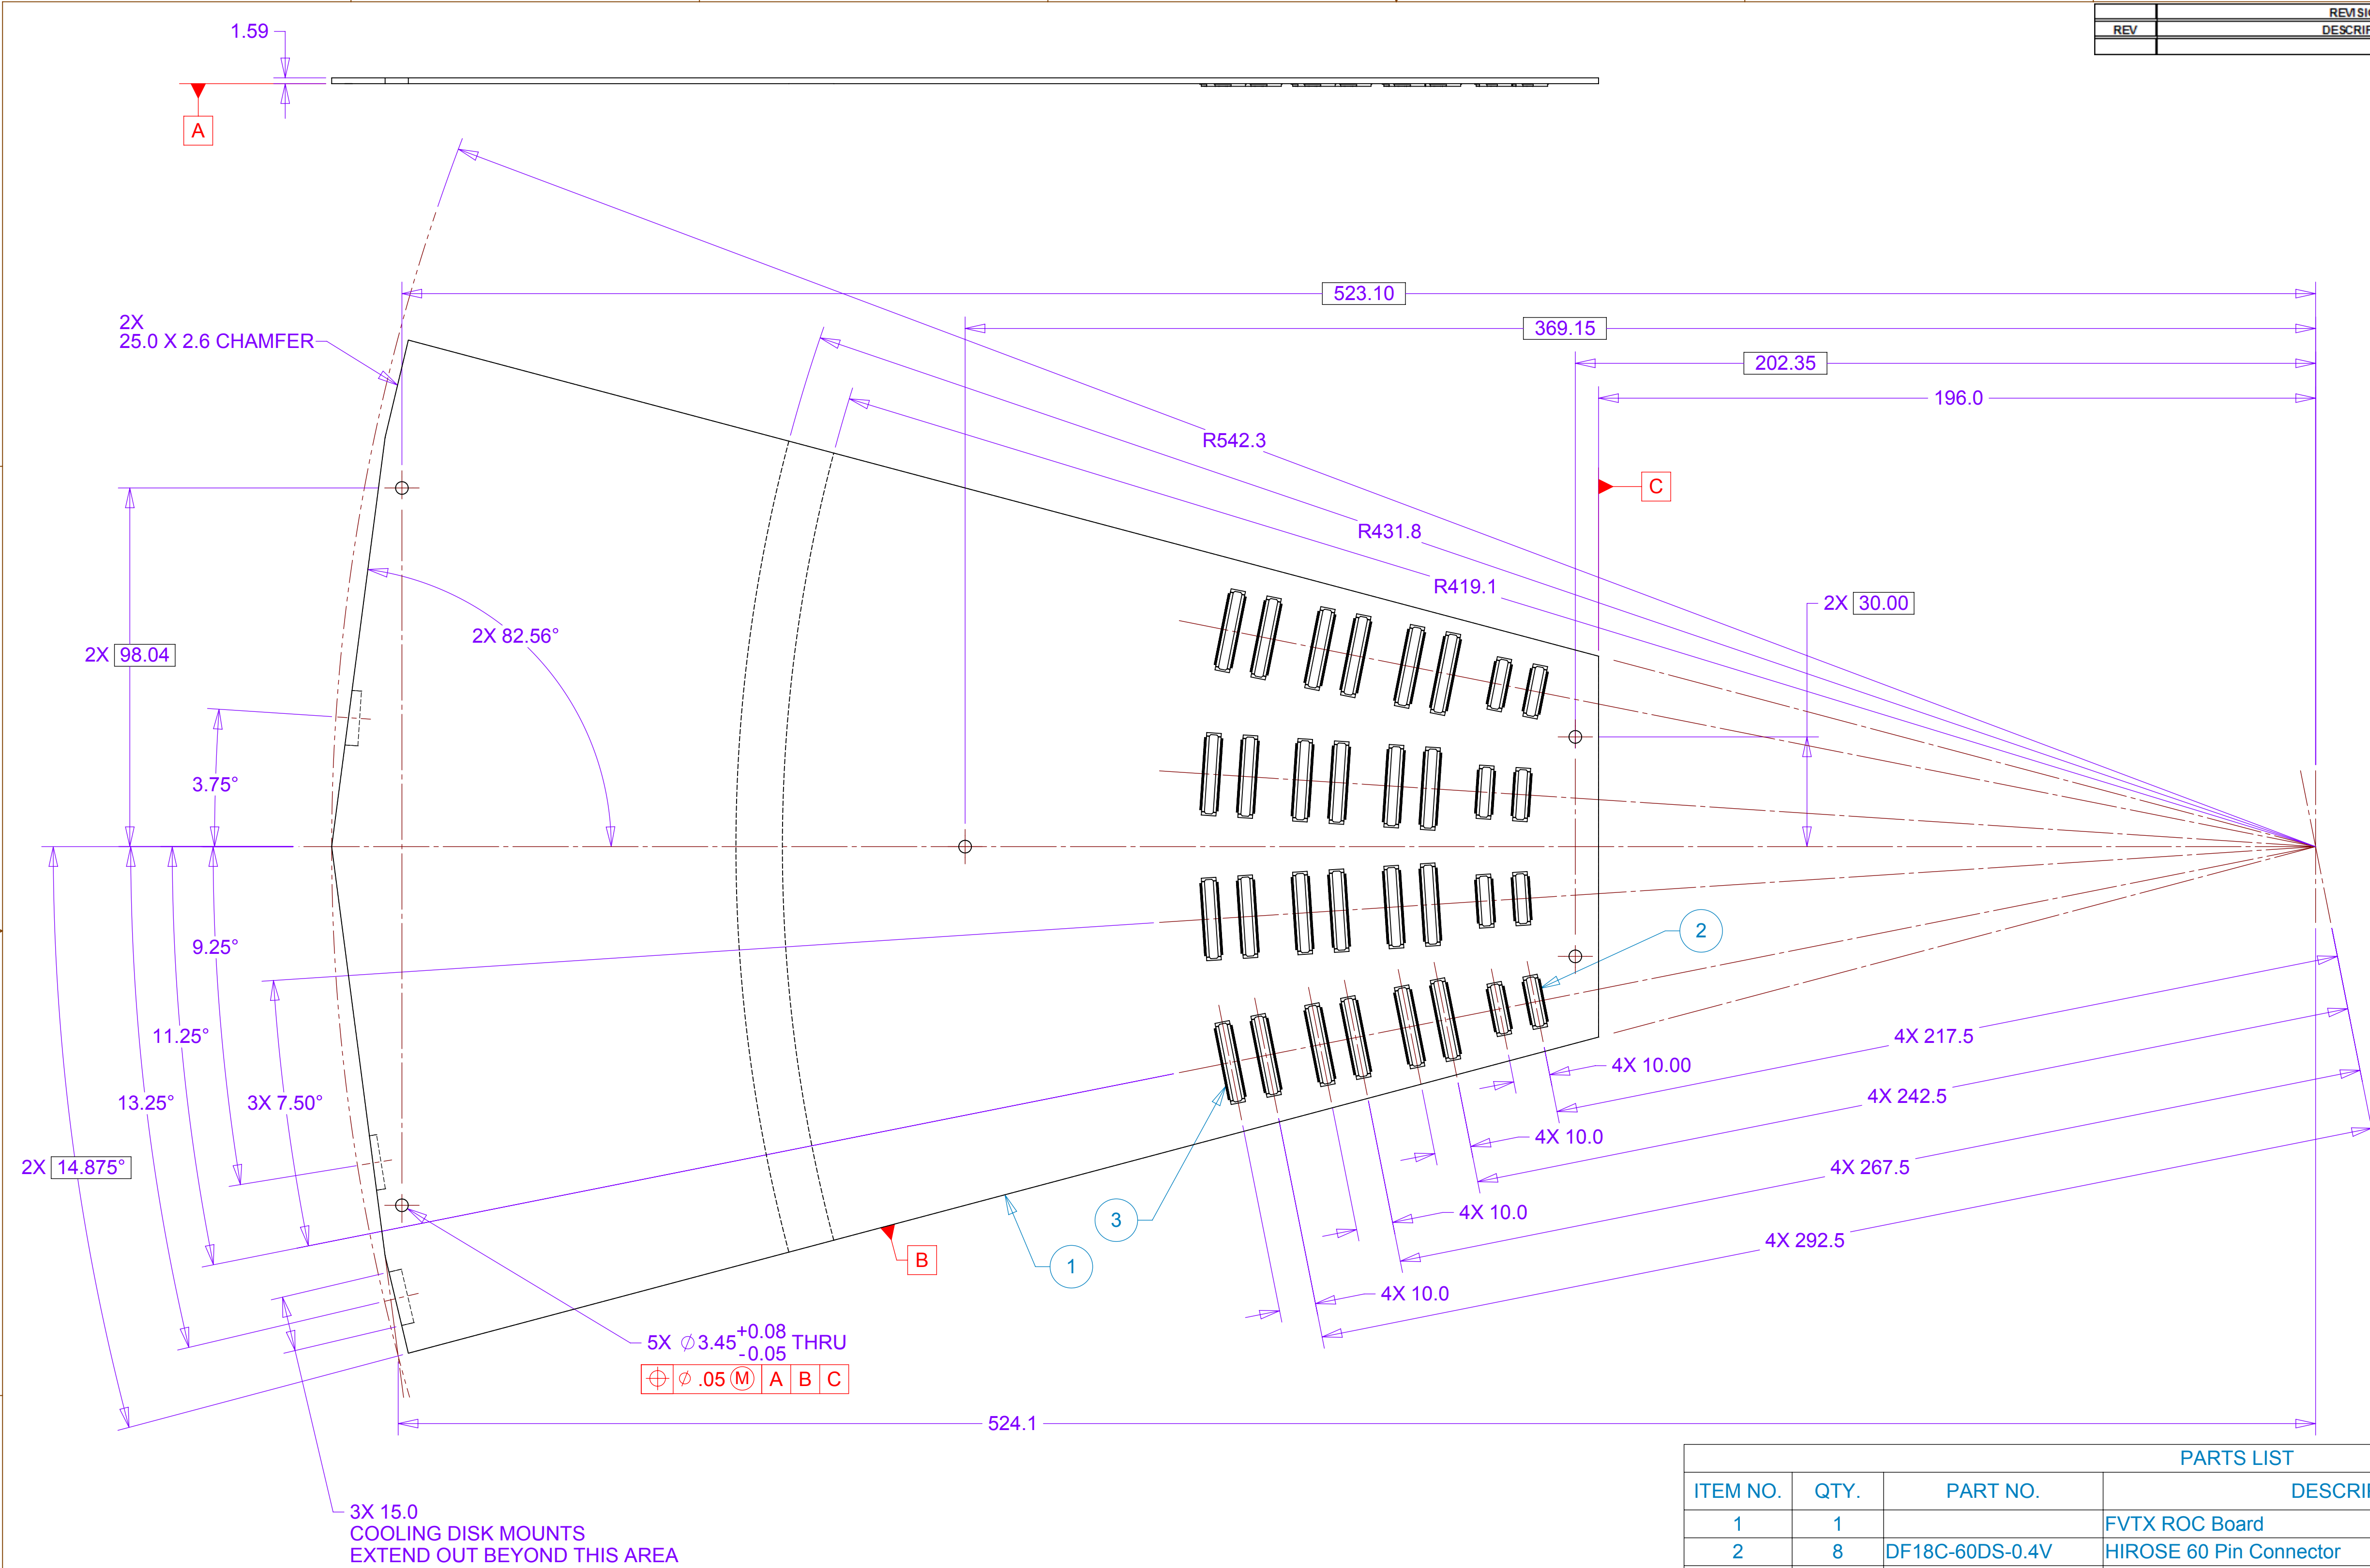 REV
DESCRI
1.59
A
523.10
2X
25.0 X 2.6 CHAMFER
369.15
202.35
196.0
R542.3
C
R431.8
R419.1
2X 30.00
2X 82.56°
2X 98.04
3.75°
2
9.25°
4X 217.5
11.25°
4X 10.00
4X 242.5
13.25°
3X 7.50°
4X 10.0
2X 14.875°
4X 267.5
3
4X 10.0
4X 292.5
B
1
4X 10.0
5X ∅3.45 +0.08 -0.05 THRU
⌖ ∅ .05 Ⓜ A B C
524.1
3X 15.0
COOLING DISK MOUNTS
EXTEND OUT BEYOND THIS AREA
PARTS LIST
ITEM NO. QTY. PART NO. DESCRI
1 1 FVTX ROC Board
2 8 DF18C-60DS-0.4V HIROSE 60 Pin Connector